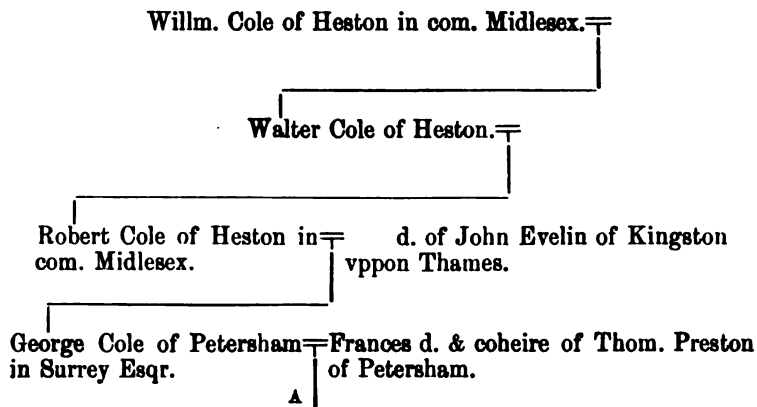 Willm. Cole of Heston in com. Midlesex.
Walter Cole of Heston.
Robert Cole of Heston in d. of John Evelin of Kingston
com. Midlesex. vppon Thames.
George Cole of Petersham Frances d. & coheire of Thom. Preston
in Surrey Esqr. of Petersham.
A